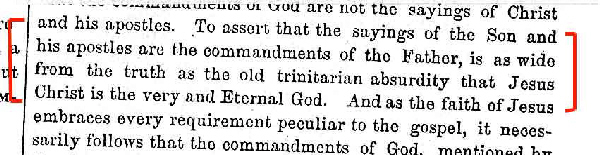 the commandments of God are not the sayings of Christ
and his apostles. To assert that the sayings of the Son and
his apostles are the commandments of the Father, is as wide
from the truth as the old trinitarian absurdity that Jesus
Christ is the very and Eternal God. And as the faith of Jesus
embraces every requirement peculiar to the gospel, it neces-
sarily follows that the commandments of God, mentioned by